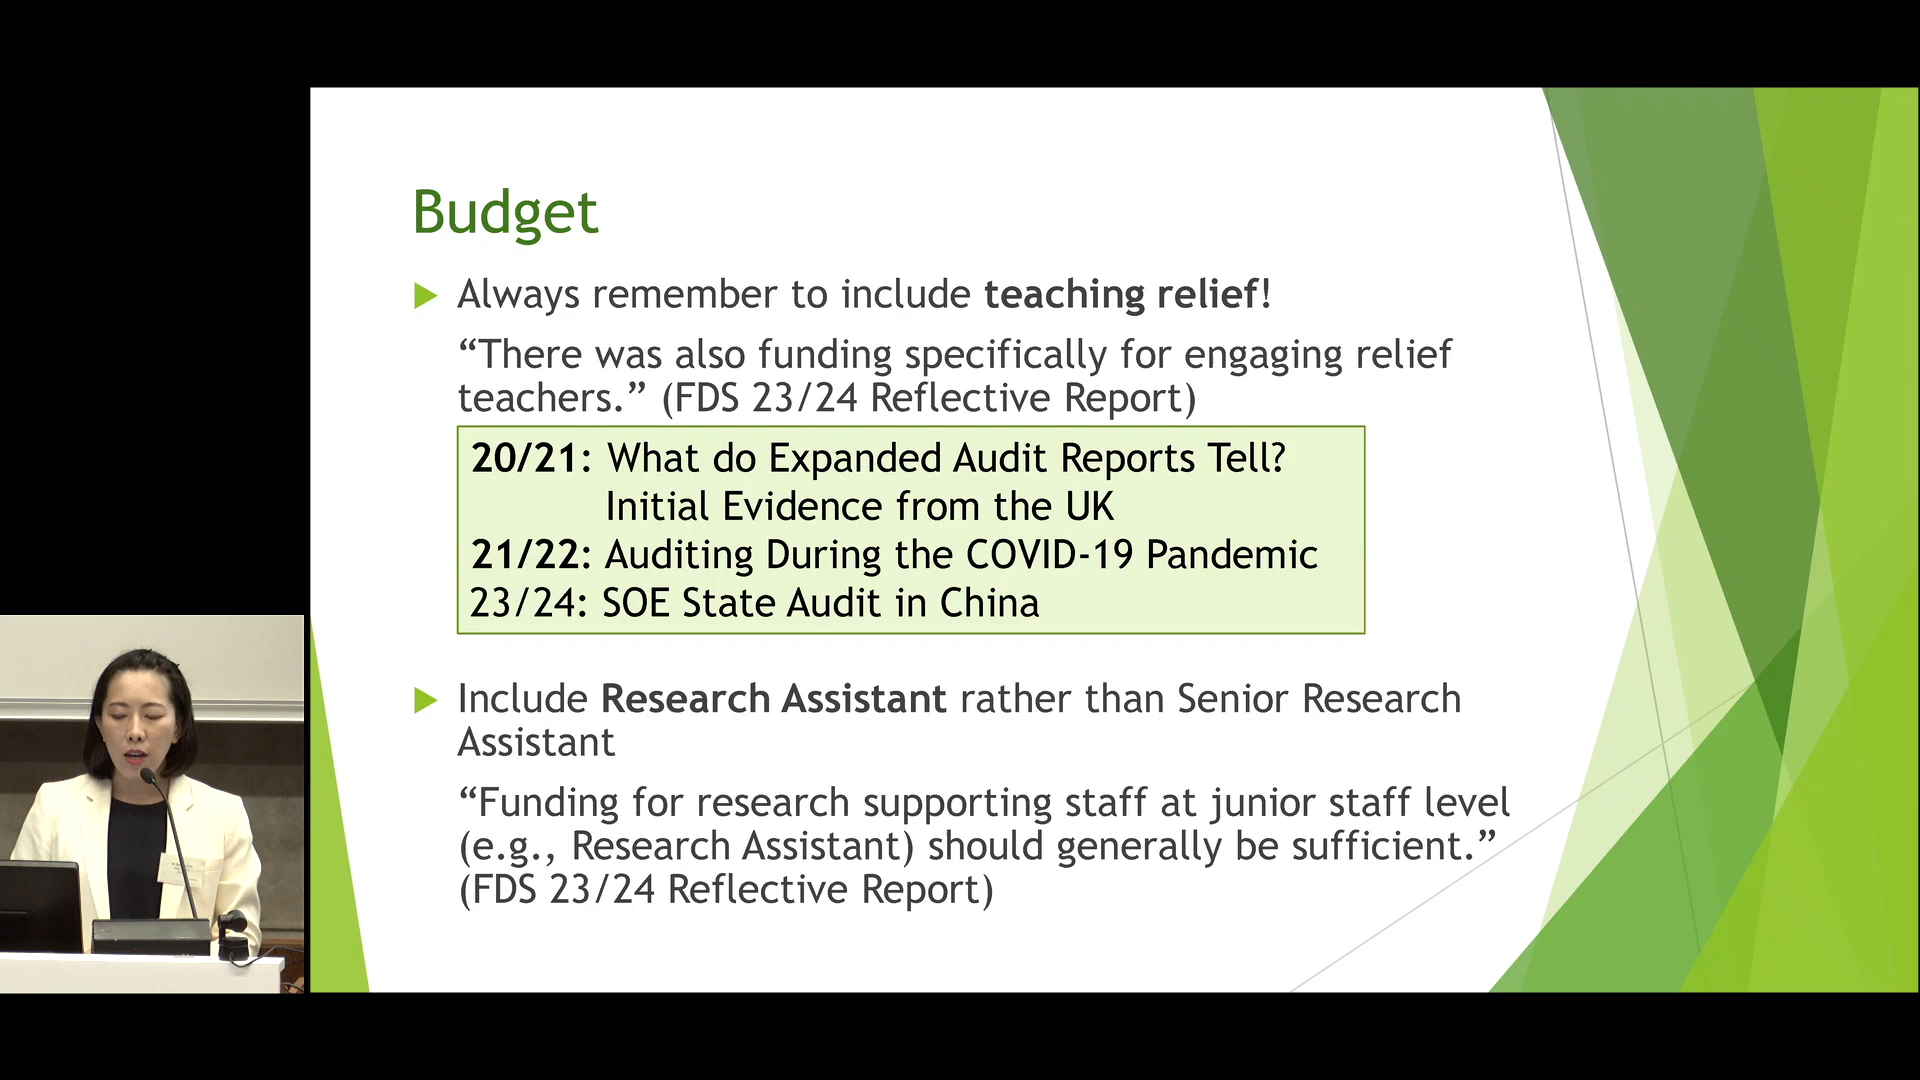 Budget
Always remember to include teaching relief!
“There was also funding specifically for engaging relief
teachers.” (FDS 23/24 Reflective Report)
20/21: What do Expanded Audit Reports Tell?
Initial Evidence from the UK
21/22: Auditing During the COVID-19 Pandemic
23/24: SOE State Audit in China
Include Research Assistant rather than Senior Research
Assistant
“Funding for research supporting staff at junior staff level
(e.g., Research Assistant) should generally be sufficient.”
(FDS 23/24 Reflective Report)